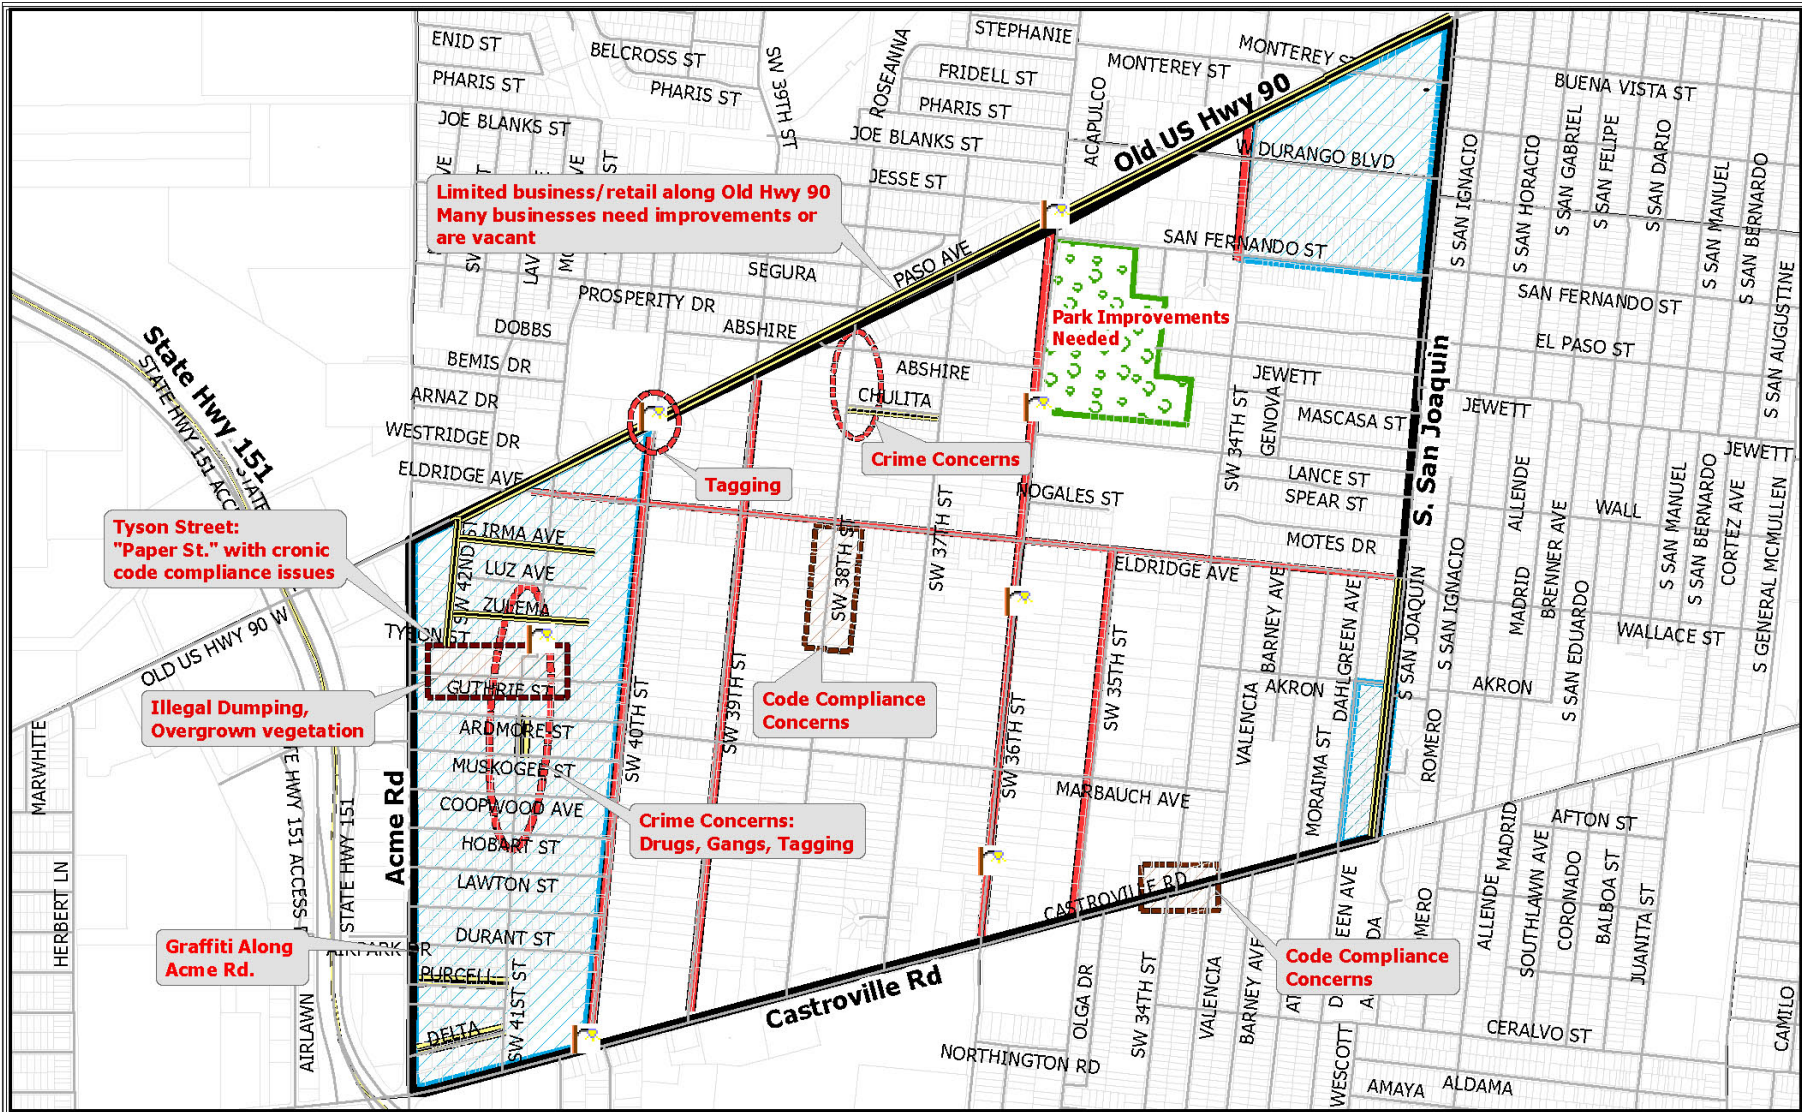 ENID ST
BELCROSS ST
SW 39TH ST
ROSEANNA
STEPHANIE
MONTEREY ST
MONTEREY ST
PHARIS ST
PHARIS ST
FRIDELL ST
PHARIS ST
ACAPULCO
Old US Hwy 90
BUENA VISTA ST
JOE BLANKS ST
JOE BLANKS ST
JESSE ST
W DURANGO BLVD
S SAN IGNACIO
S SAN HORACIO
S SAN GABRIEL
S SAN FELIPE
S SAN DARIO
S SAN MANUEL
S SAN BERNARDO
S SAN AUGUSTINE
Limited business/retail along Old Hwy 90
Many businesses need improvements or
are vacant
SEGURA
PASO AVE
SAN FERNANDO ST
SAN FERNANDO ST
PROSPERITY DR
DOBBS
ABSHIRE
ABSHIRE
Park Improvements
Needed
EL PASO ST
State Hwy 151
STATE HWY 151 ACC
STATE
BEMIS DR
ARNAZ DR
WESTRIDGE DR
ELDRIDGE AVE
CHULITA
JEWETT
JEWETT
JEWETT
MASCASA ST
SW 34TH ST
GENOVA
S. San Joaquin
Crime Concerns
Tagging
LANCE ST
SPEAR ST
MOTES DR
NOGALES ST
WALL
ALLENDE
MADRID
BRENNER AVE
S SAN MANUEL
S SAN BERNARDO
CORTEZ AVE
S GENERAL MCMULLEN
Tyson Street:
"Paper St." with cronic
code compliance issues
SW 42ND ST
IRMA AVE
LUZ AVE
ZULEMA
TYSON ST
SW 38TH ST
SW 37TH ST
ELDRIDGE AVE
BARNEY AVE
DAHLGREEN AVE
S SAN JOAQUIN
S SAN IGNACIO
S SAN EDUARDO
WALLACE ST
OLD US HWY 90 W
GUTHRIE ST
Illegal Dumping,
Overgrown vegetation
Code Compliance
Concerns
AKRON
AKRON
SW 40TH ST
SW 39TH ST
SW 36TH ST
SW 35TH ST
VALENCIA
MORAIMA ST
ROMERO
ARDMORE ST
MUSKOGEE ST
COOPWOOD AVE
HOBART ST
LAWTON ST
DURANT ST
PURCELL
DELTA
SW 41ST ST
MARBAUCH AVE
MARWHITE
HERBERT LN
TE HWY 151 ACCESS
STATE HWY 151
Acme Rd
Crime Concerns:
Drugs, Gangs, Tagging
AFTON ST
MADRID
ALLENDE
SOUTHLAWN AVE
CORONADO
BALBOA ST
JUANITA ST
CASTROVILLE RD
Graffiti Along
Acme Rd.
AIRPARK DR
AIRLAWN
Castroville Rd
Code Compliance
Concerns
OLGA DR
SW 34TH ST
VALENCIA
BARNEY AVE
WESCOTT
NORTHINGTON RD
CERALVO ST
AMAYA
ALDAMA
CAMILO